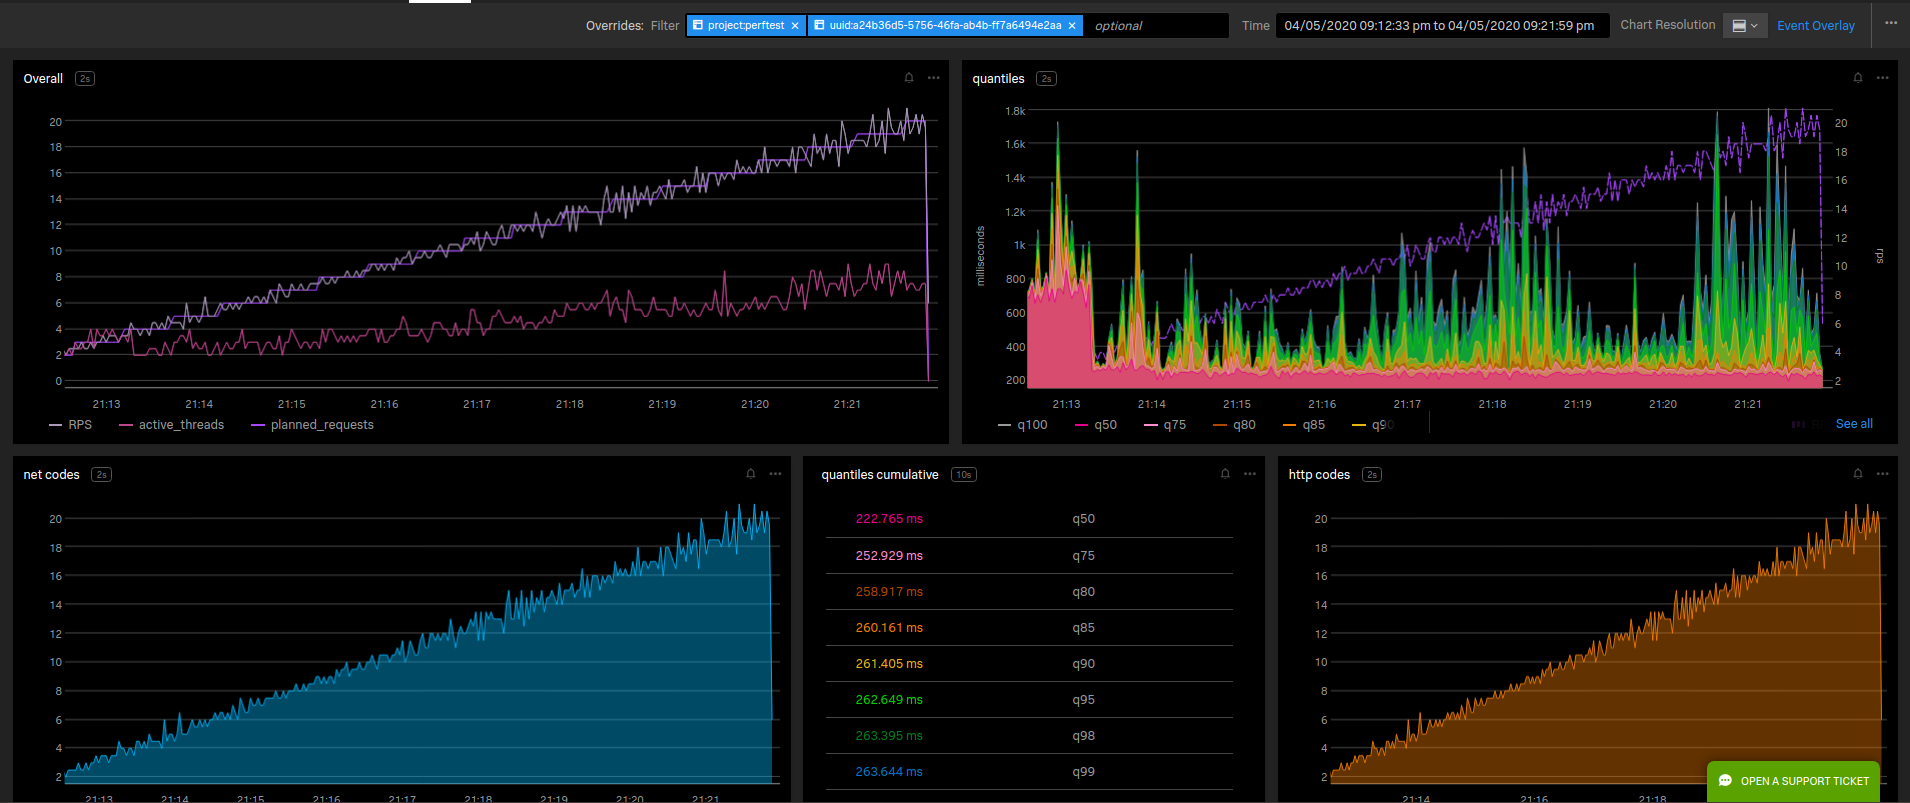 Overrides: Filter project:perftest × uuid:a24b36d5-5756-46fa-ab4b-ff7a6494e2aa × optional Time 04/05/2020 09:12:33 pm to 04/05/2020 09:21:59 pm Chart Resolution Event Overlay
Overall 2s
20
18
16
14
12
10
8
6
4
2
0
21:13 21:14 21:15 21:16 21:17 21:18 21:19 21:20 21:21
RPS active_threads planned_requests
quantiles 2s
milliseconds
1.8k
1.6k
1.4k
1.2k
1k
800
600
400
200
20
18
16
14
12
10
8
6
4
2
rps
21:13 21:14 21:15 21:16 21:17 21:18 21:19 21:20 21:21
q100 q50 q75 q80 q85 q90 See all
net codes 2s
20
18
16
14
12
10
8
6
4
2
21:13 21:14 21:15 21:16 21:17 21:18 21:19 21:20 21:21
quantiles cumulative 10s
222.765 ms q50
252.929 ms q75
258.917 ms q80
260.161 ms q85
261.405 ms q90
262.649 ms q95
263.395 ms q98
263.644 ms q99
http codes 2s
20
18
16
14
12
10
8
6
4
2
21:14 21:16 21:18
OPEN A SUPPORT TICKET